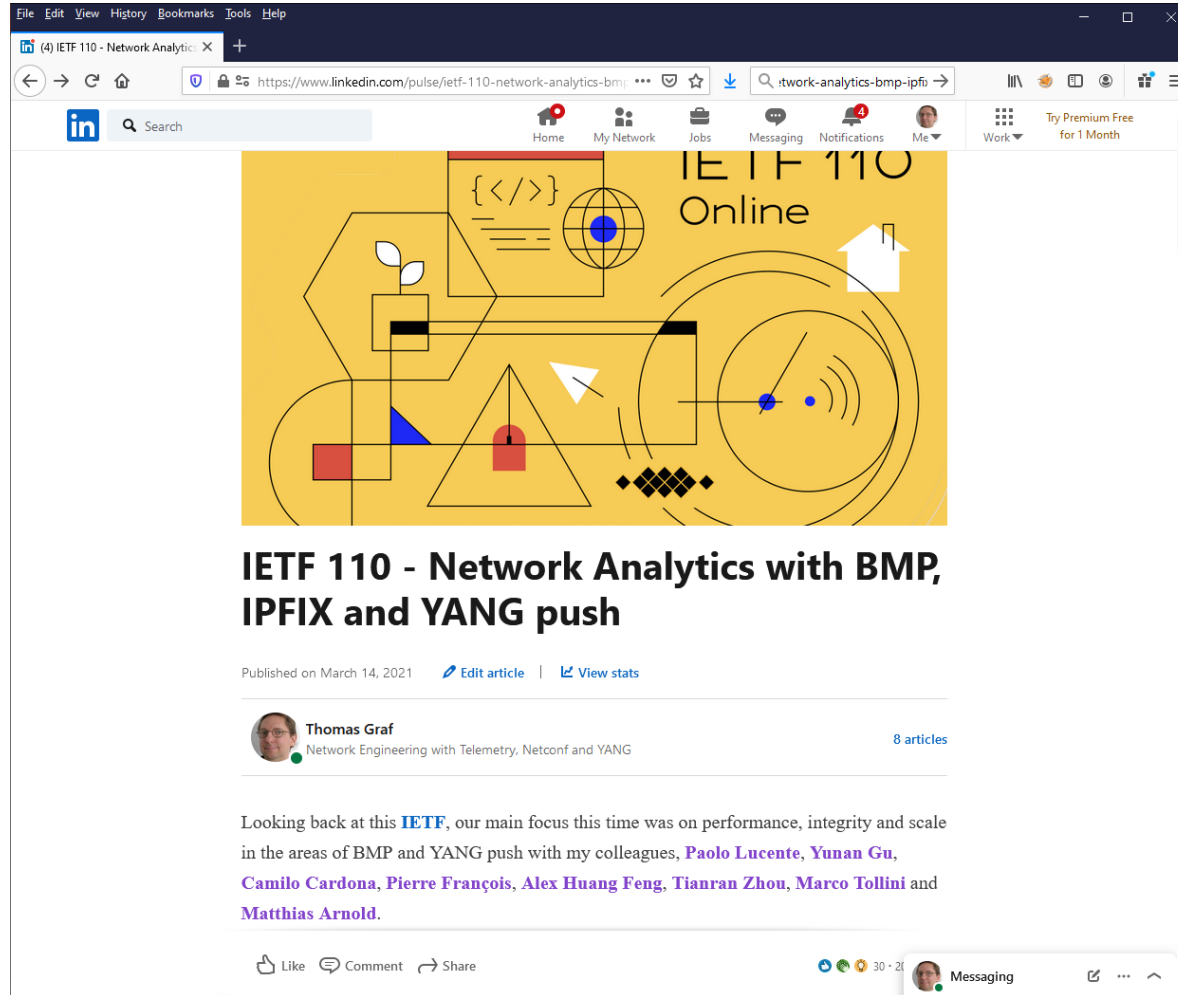 File Edit View History Bookmarks Tools Help
(4) IETF 110 - Network Analytics
https://www.linkedin.com/pulse/ietf-110-network-analytics-bmp
etwork-analytics-bmp-ipfix
in
Search
Home
My Network
Jobs
Messaging
4
Notifications
Me
Work
Try Premium Free
for 1 Month
IETF 110
Online
{</>}
IETF 110 - Network Analytics with BMP,
IPFIX and YANG push
Published on March 14, 2021 Edit article | View stats
Thomas Graf
Network Engineering with Telemetry, Netconf and YANG
8 articles
Looking back at this IETF, our main focus this time was on performance, integrity and scale
in the areas of BMP and YANG push with my colleagues, Paolo Lucente, Yunan Gu,
Camilo Cardona, Pierre François, Alex Huang Feng, Tianran Zhou, Marco Tollini and
Matthias Arnold.
Like Comment Share
30
Messaging